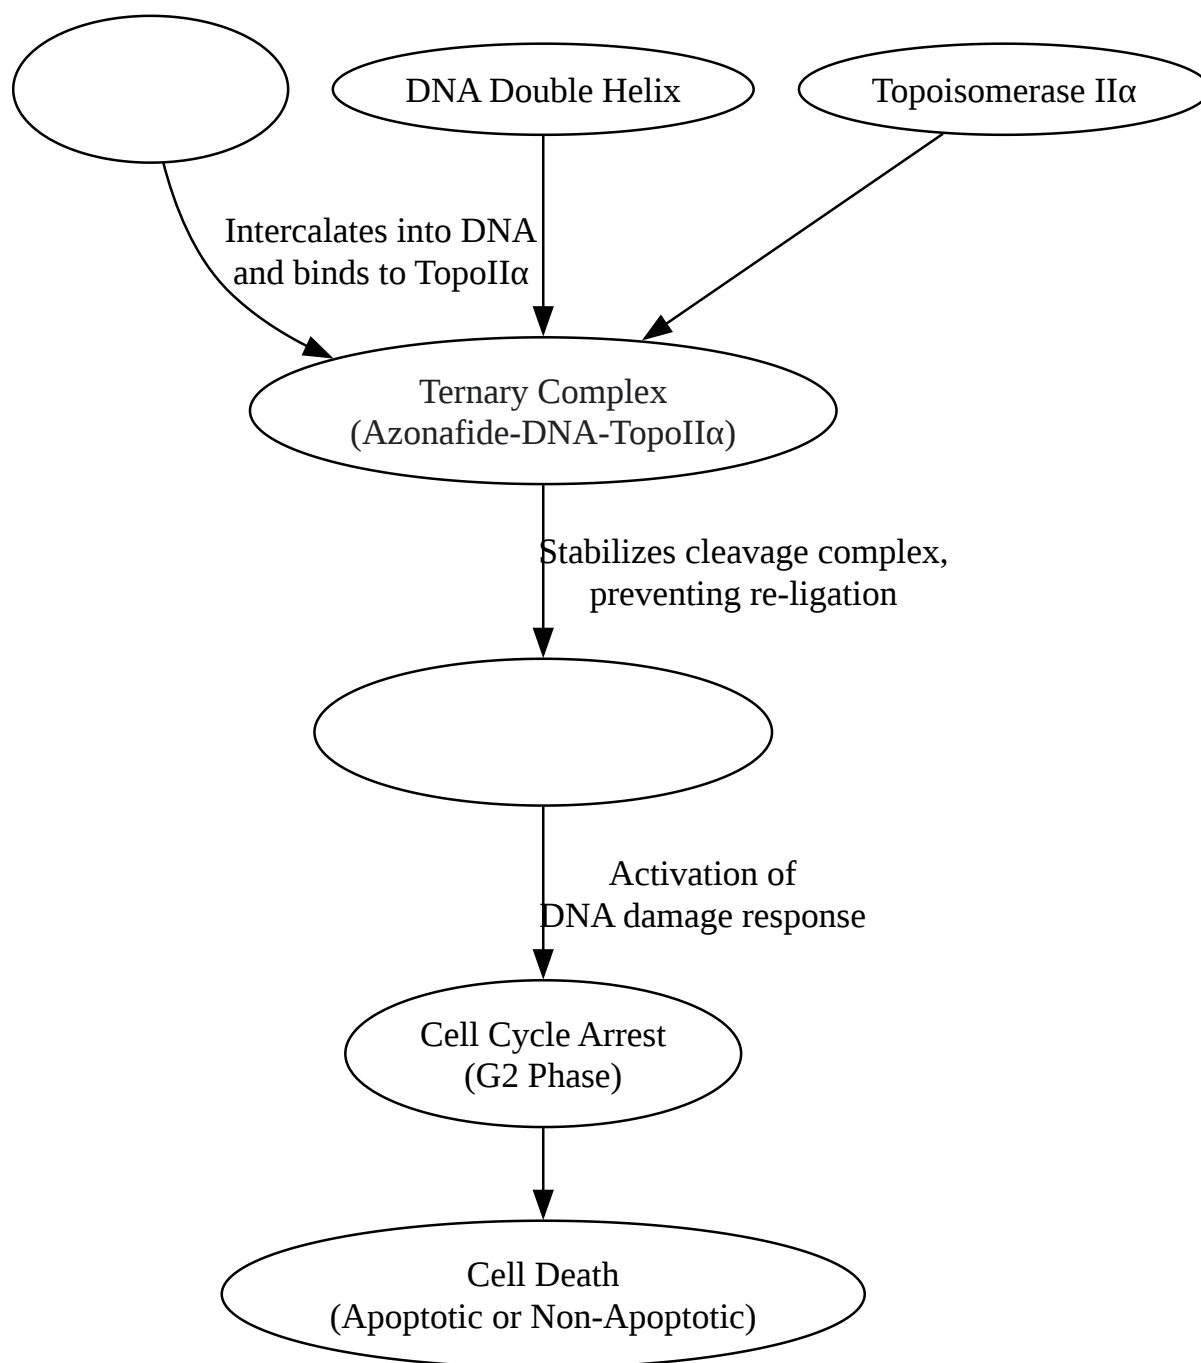 DNA Double Helix
Topoisomerase IIα
Intercalates into DNA
and binds to TopoIIα
Ternary Complex
(Azonafide-DNA-TopoIIα)
Stabilizes cleavage complex,
preventing re-ligation
Activation of
DNA damage response
Cell Cycle Arrest
(G2 Phase)
Cell Death
(Apoptotic or Non-Apoptotic)